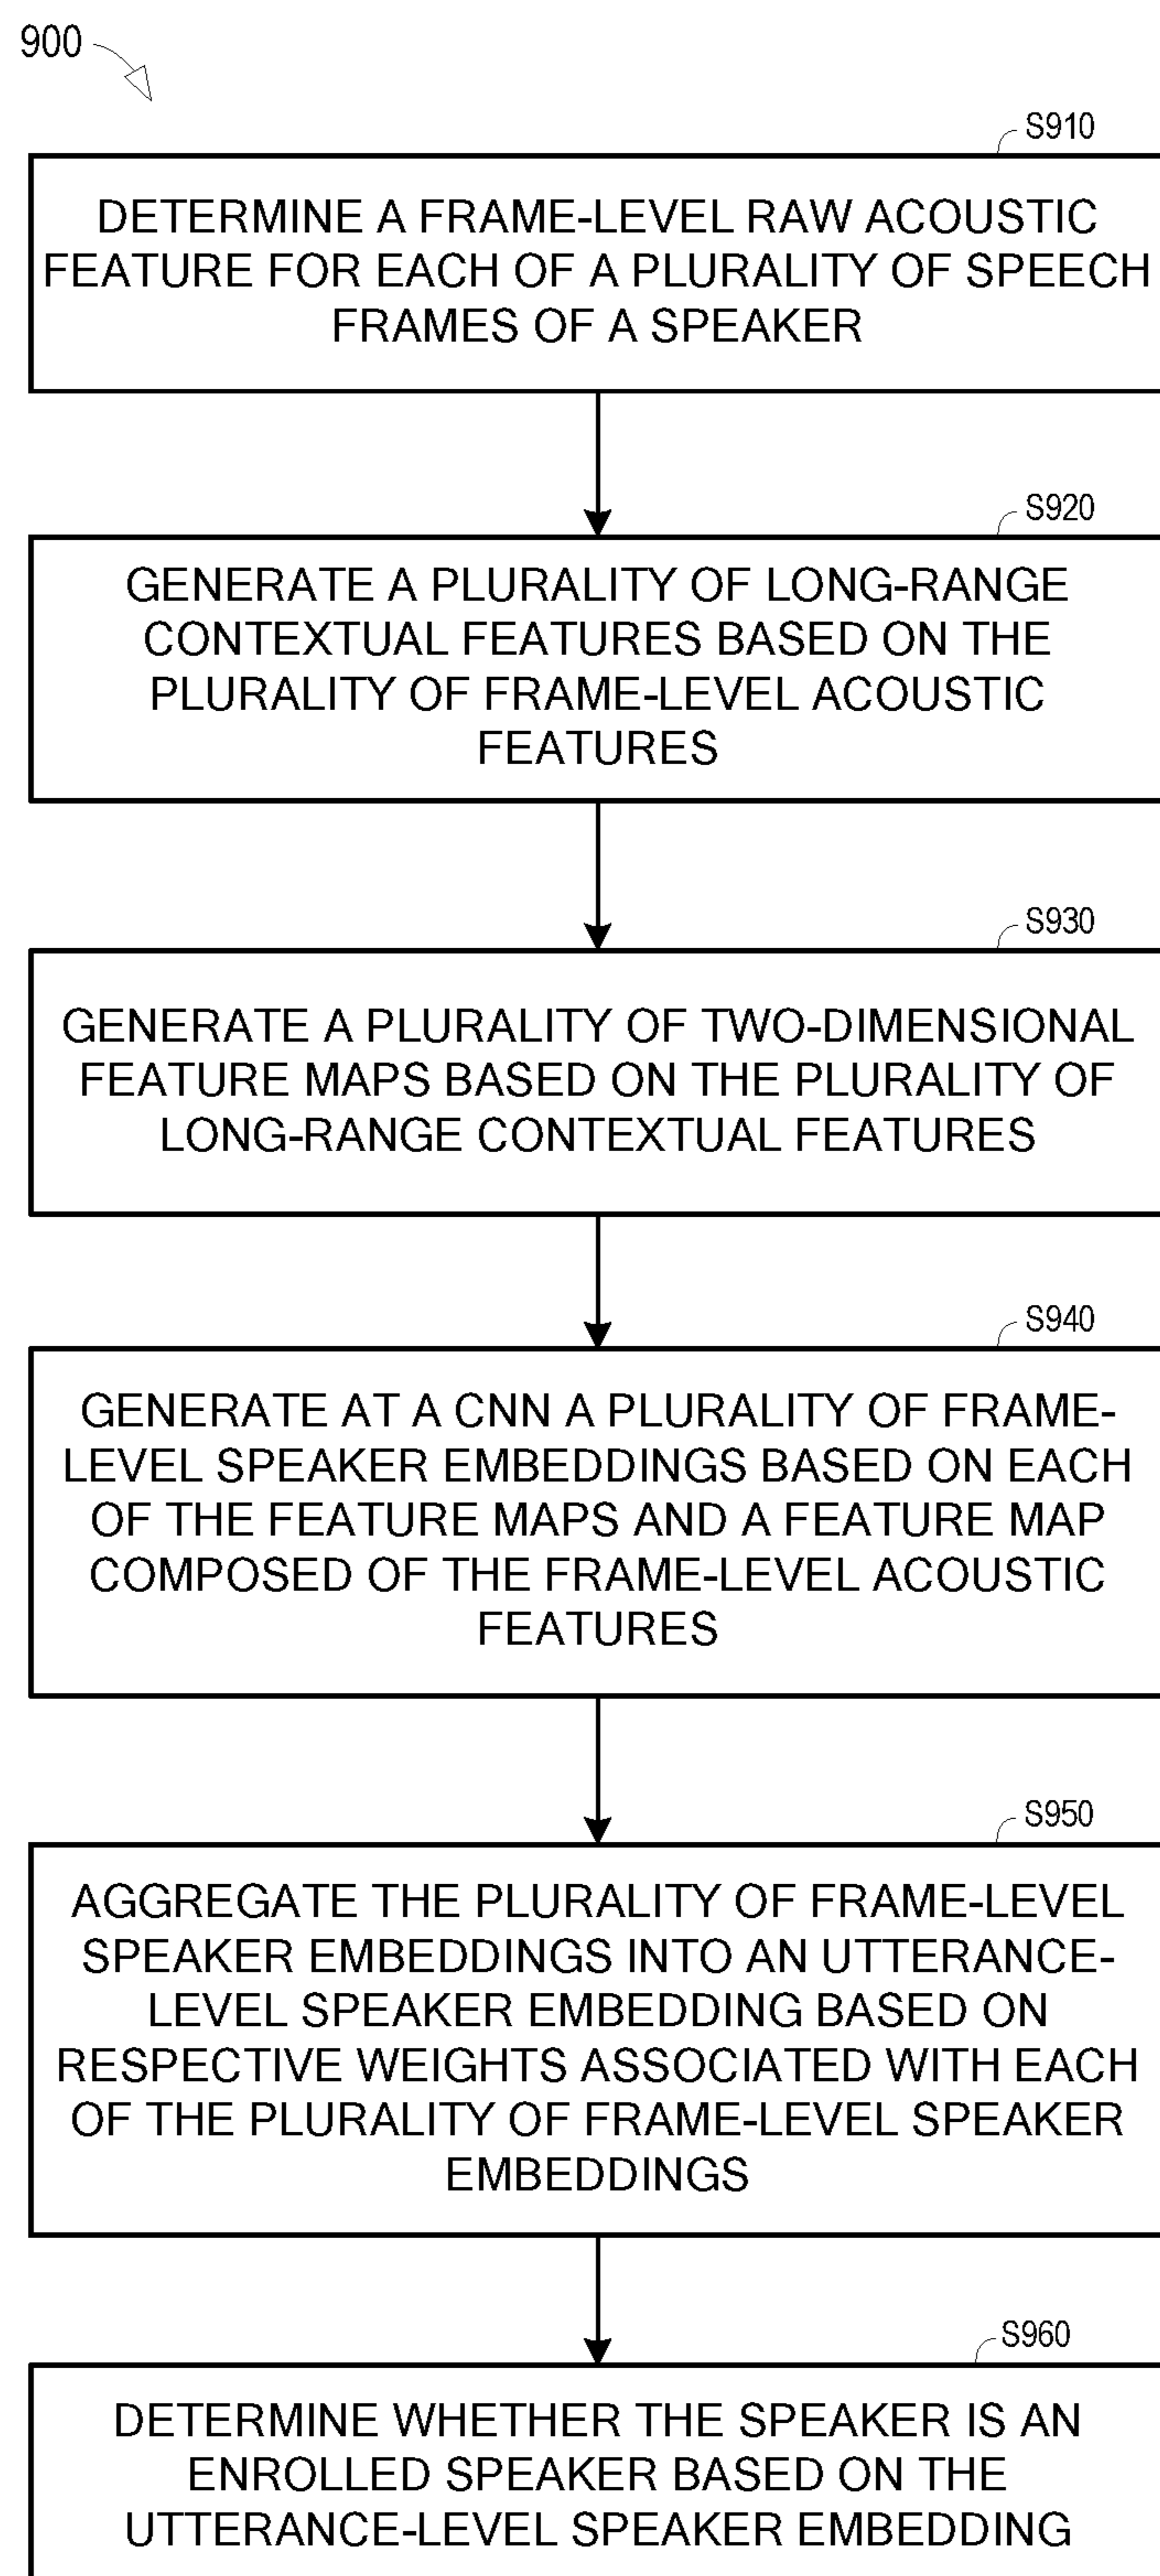 900
S910
DETERMINE A FRAME-LEVEL RAW ACOUSTIC
FEATURE FOR EACH OF A PLURALITY OF SPEECH
FRAMES OF A SPEAKER
S920
GENERATE A PLURALITY OF LONG-RANGE
CONTEXTUAL FEATURES BASED ON THE
PLURALITY OF FRAME-LEVEL ACOUSTIC
FEATURES
S930
GENERATE A PLURALITY OF TWO-DIMENSIONAL
FEATURE MAPS BASED ON THE PLURALITY OF
LONG-RANGE CONTEXTUAL FEATURES
S940
GENERATE AT A CNN A PLURALITY OF FRAME-
LEVEL SPEAKER EMBEDDINGS BASED ON EACH
OF THE FEATURE MAPS AND A FEATURE MAP
COMPOSED OF THE FRAME-LEVEL ACOUSTIC
FEATURES
S950
AGGREGATE THE PLURALITY OF FRAME-LEVEL
SPEAKER EMBEDDINGS INTO AN UTTERANCE-
LEVEL SPEAKER EMBEDDING BASED ON
RESPECTIVE WEIGHTS ASSOCIATED WITH EACH
OF THE PLURALITY OF FRAME-LEVEL SPEAKER
EMBEDDINGS
S960
DETERMINE WHETHER THE SPEAKER IS AN
ENROLLED SPEAKER BASED ON THE
UTTERANCE-LEVEL SPEAKER EMBEDDING